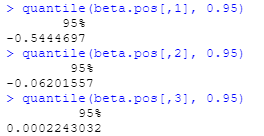 > quantile(beta.pos[,1], 0.95)
95%
-0.5444697
> quantile(beta.pos[,2], 0.95)
95%
-0.06201557
> quantile(beta.pos[,3], 0.95)
95%
0.0002243032